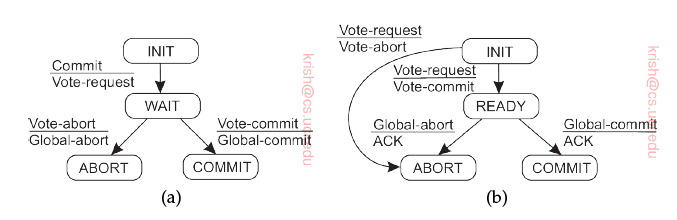 INIT
Commit
Vote-request
WAIT
Vote-abort
Global-abort
Vote-commit
Global-commit
ABORT
COMMIT
(a)
Vote-request
Vote-abort
INIT
Vote-request
Vote-commit
READY
Global-abort
ACK
Global-commit
ACK
ABORT
COMMIT
(b)